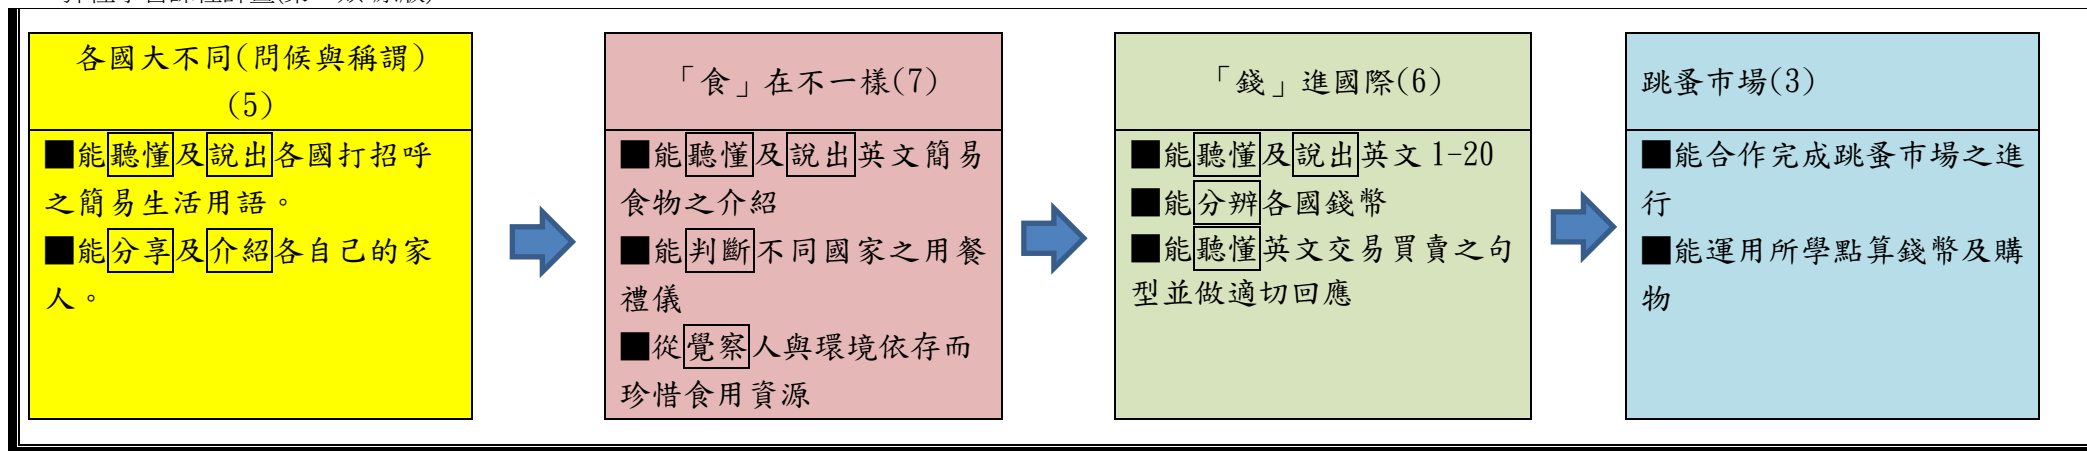 各國大不同(問候與稱謂)
(5)
■能聽懂及說出各國打招呼
之簡易生活用語。
■能分享及介紹各自己的家
人。
「食」在不一樣(7)
■能聽懂及說出英文簡易
食物之介紹
■能判斷不同國家之用餐
禮儀
■從覺察人與環境依存而
珍惜食用資源
「錢」進國際(6)
■能聽懂及說出英文 1-20
■能分辨各國錢幣
■能聽懂英文交易買賣之句
型並做適切回應
跳蚤市場(3)
■能合作完成跳蚤市場之進
行
■能運用所學點算錢幣及購
物